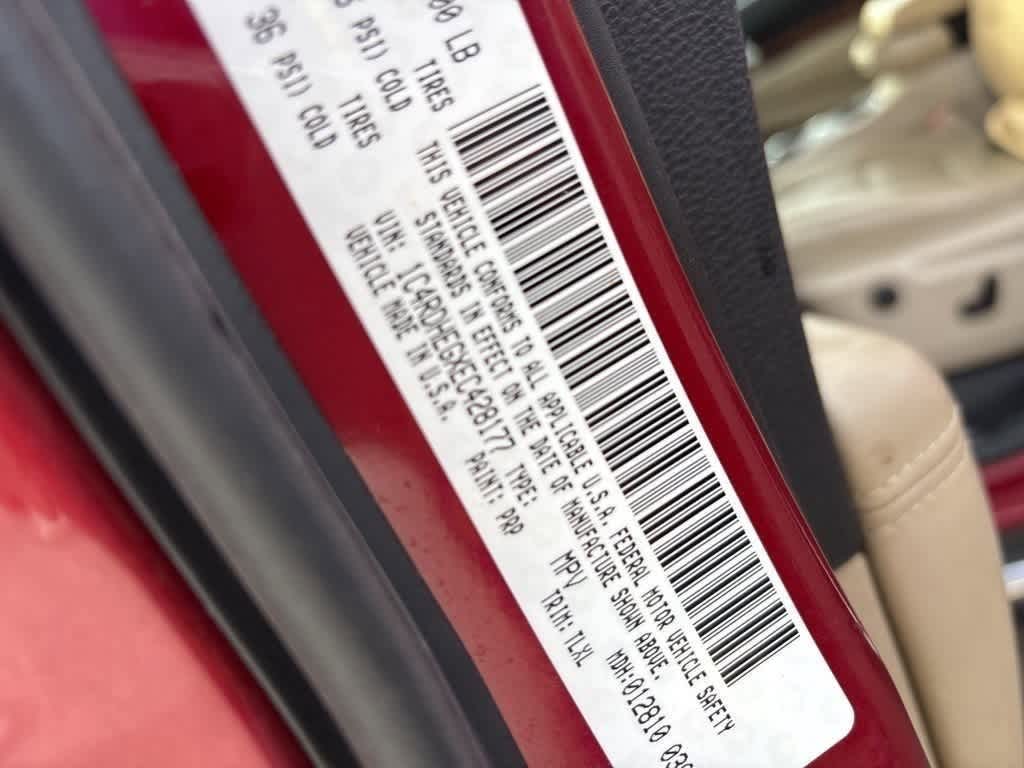 00 LB
TIRES
PSI) COLD
TIRES
36 PSI) COLD
THIS VEHICLE CONFORMS TO ALL APPLICABLE U.S.A. FEDERAL MOTOR VEHICLE SAFETY
STANDARDS IN EFFECT ON THE DATE OF MANUFACTURE SHOWN ABOVE.
VIN: 1C4RDHEGXEC428177 TYPE: MPV MDH:012810 03
VEHICLE MADE IN U.S.A. PAINT: PRP TRIM:TLXL